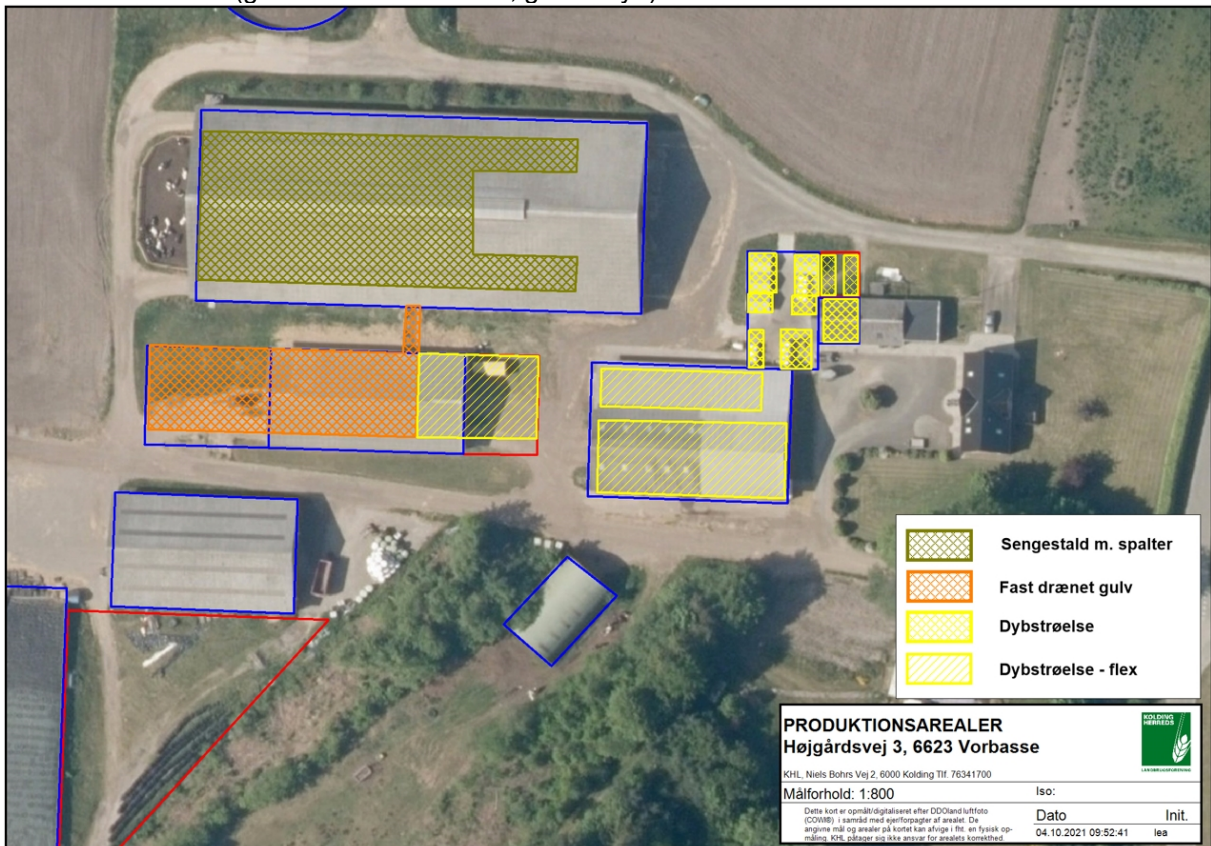 Sengestald m. spalter
Fast drænet gulv
Dybstrøelse
Dybstrøelse - flex
PRODUKTIONSAREALER
Højgårdsvej 3, 6623 Vorbasse
KOLDING
HERREDS
LANDBOFORENING
KHL, Niels Bohrs Vej 2, 6000 Kolding Tlf. 76341700
Målforhold: 1:800
Iso:
Dette kort er opmålt/digitaliseret efter DDOland luftfoto
(COWI®) i samråd med ejer/forpagter af arealet. De
angivne mål og arealer på kortet kan afvige i fht. en fysisk op-
måling. KHL påtager sig ikke ansvar for arealets korrekthed.
Dato
Init.
04.10.2021 09:52:41
lea